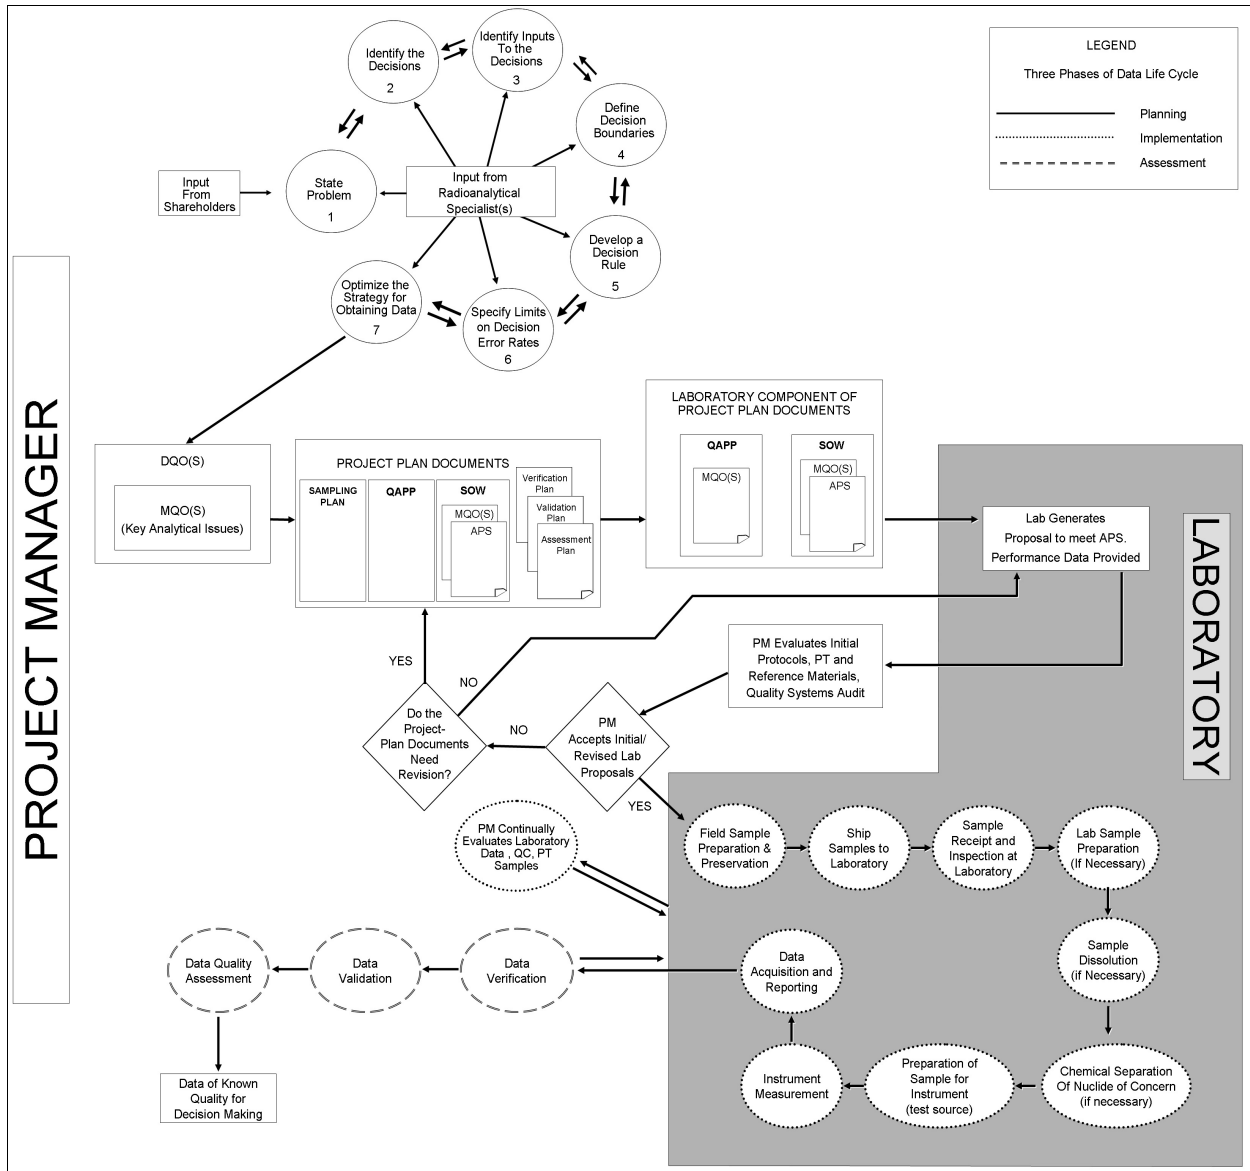 Identify the
Decisions
2
Identify Inputs
To the
Decisions
3
Define
Decision
Boundaries
4
Input
From
Shareholders
State
Problem
1
Input from
Radioanalytical
Specialist(s)
Develop a
Decision
Rule
5
Optimize the
Strategy for
Obtaining Data
7
Specify Limits
on Decision
Error Rates
6
LEGEND
Three Phases of Data Life Cycle
Planning
Implementation
Assessment
PROJECT MANAGER
DQO(S)
MQO(S)
(Key Analytical Issues)
PROJECT PLAN DOCUMENTS
SAMPLING
PLAN
QAPP
SOW
MQO(S)
APS
Verification
Plan
Validation
Plan
Assessment
Plan
LABORATORY COMPONENT OF
PROJECT PLAN DOCUMENTS
QAPP
MQO(S)
SOW
MQO(S)
APS
Lab Generates
Proposal to meet APS.
Performance Data Provided
LABORATORY
PM Evaluates Initial
Protocols, PT and
Reference Materials,
Quality Systems Audit
YES
NO
Do the
Project-
Plan Documents
Need
Revision?
NO
PM
Accepts Initial/
Revised Lab
Proposals
YES
PM Continually
Evaluates Laboratory
Data , QC, PT
Samples
Field Sample
Preparation &
Preservation
Ship
Samples to
Laboratory
Sample
Receipt and
Inspection at
Laboratory
Lab Sample
Preparation
(If Necessary)
Sample
Dissolution
(if Necessary)
Chemical Separation
Of Nuclide of Concern
(if necessary)
Preparation of
Sample for
Instrument
(test source)
Instrument
Measurement
Data
Acquisition and
Reporting
Data
Verification
Data
Validation
Data Quality
Assessment
Data of Known
Quality for
Decision Making